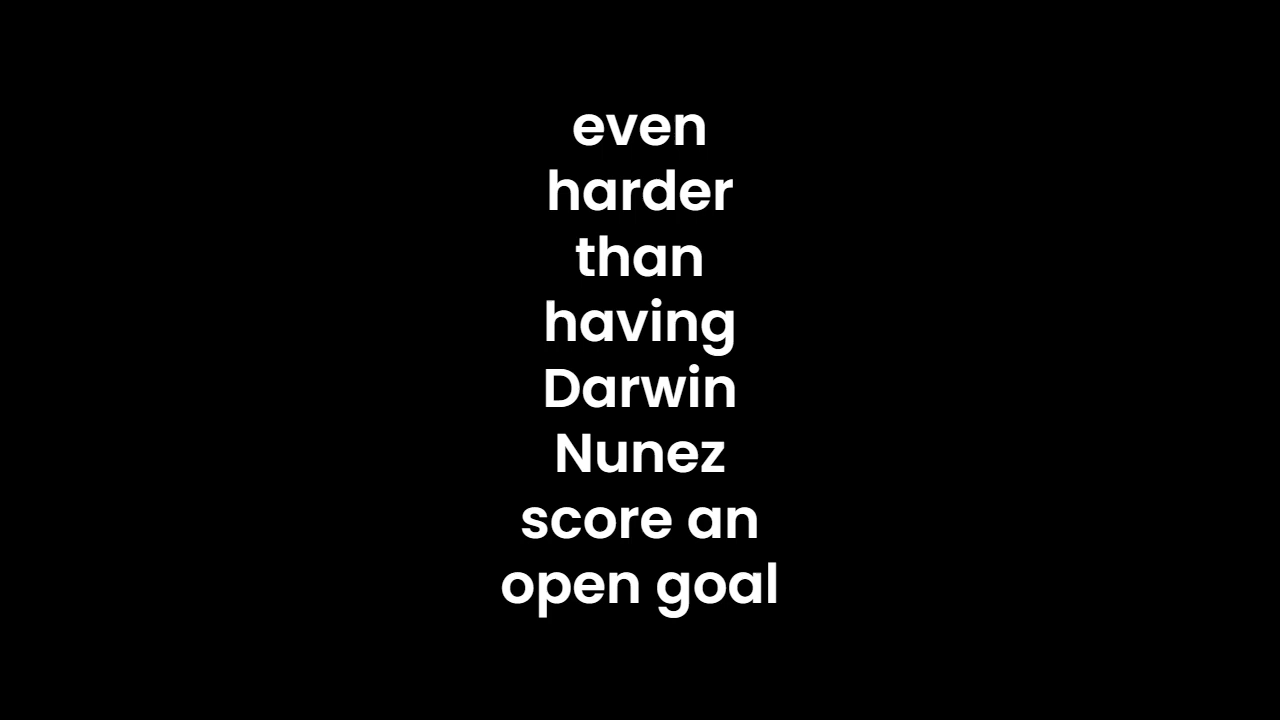 even
harder
than
having
Darwin
Nunez
score an
open goal